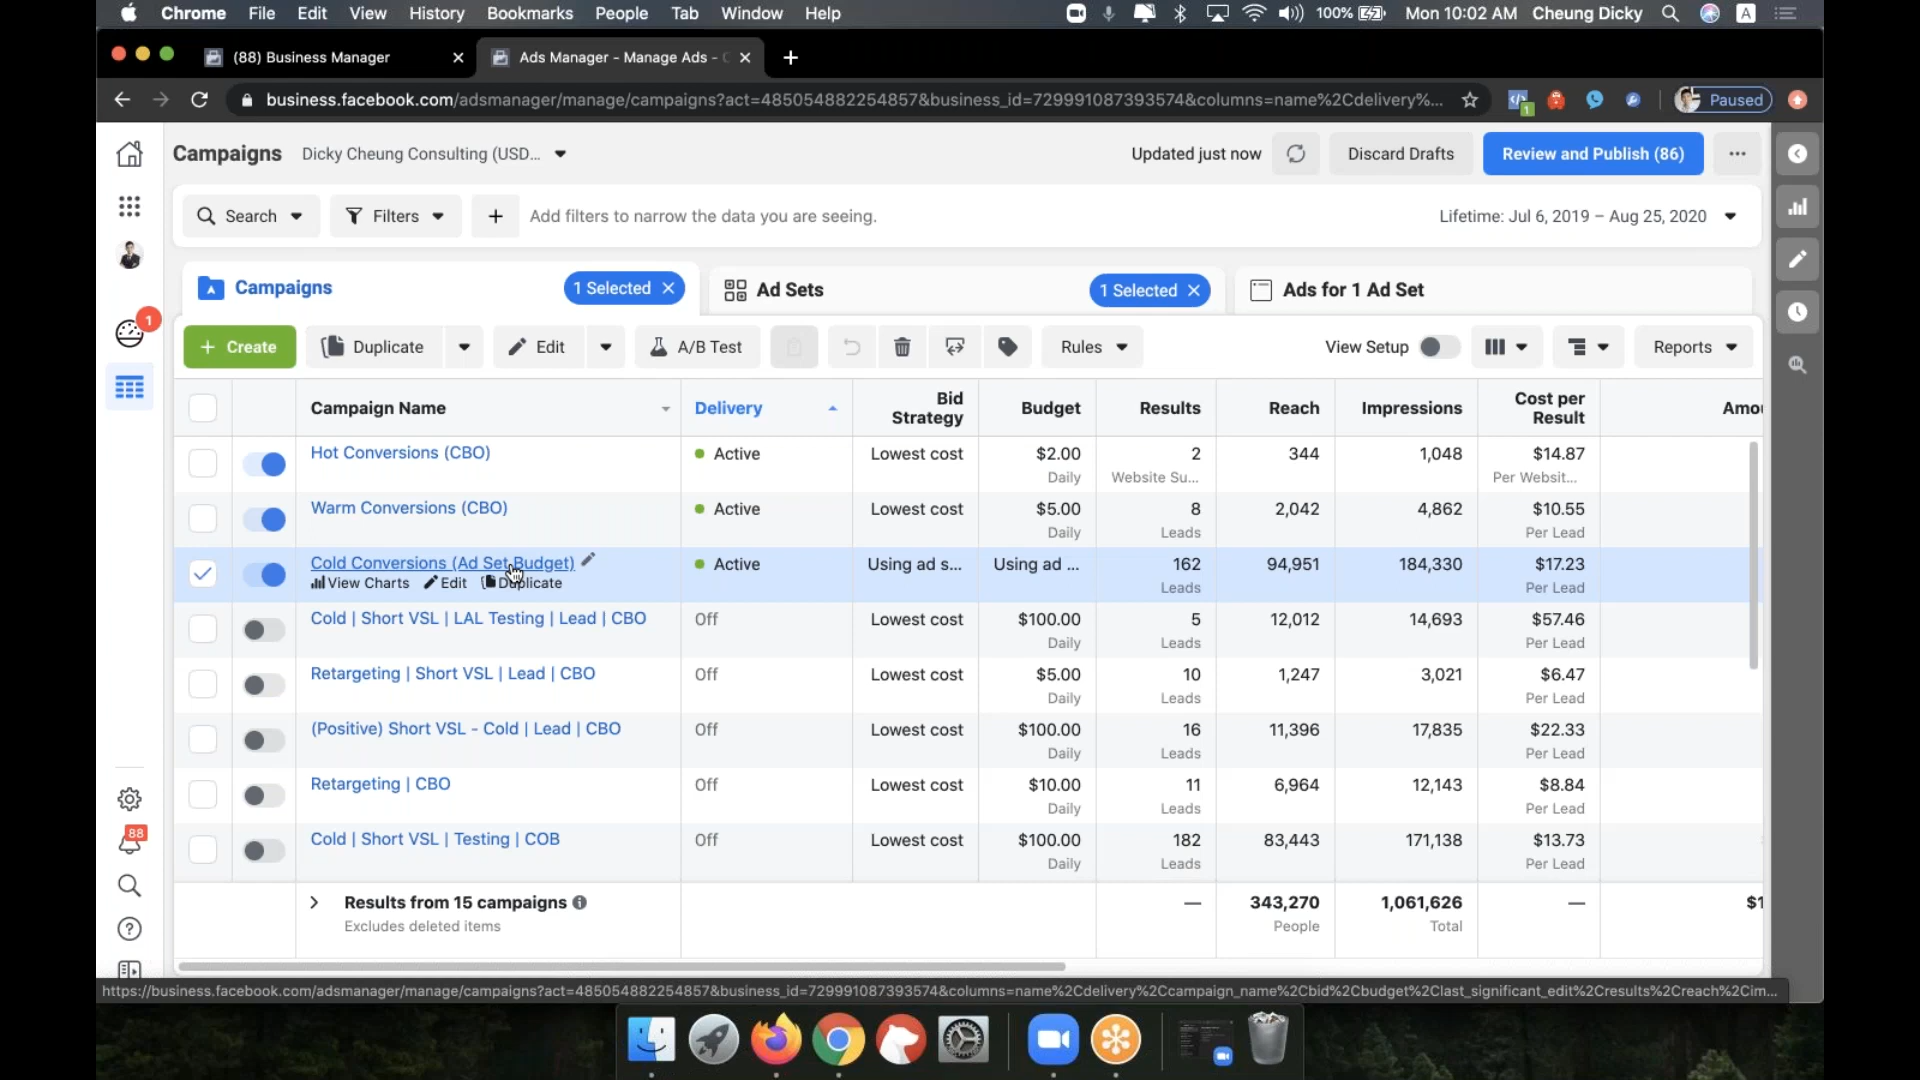 Chrome File Edit View History Bookmarks People Tab Window Help 100% Mon 10:02 AM Cheung Dicky A
(88) Business Manager Ads Manager - Manage Ads -
business.facebook.com/adsmanager/manage/campaigns?act=485054882254857&business_id=729991087393574&columns=name%2Cdelivery%... 1 Paused
Campaigns Dicky Cheung Consulting (USD... Updated just now Discard Drafts Review and Publish (86)
Search Filters + Add filters to narrow the data you are seeing. Lifetime: Jul 6, 2019 – Aug 25, 2020
Campaigns 1 Selected Ad Sets 1 Selected Ads for 1 Ad Set
1
+ Create Duplicate Edit A/B Test Rules View Setup Reports
Campaign Name Delivery Bid Strategy Budget Results Reach Impressions Cost per Result Amou
Hot Conversions (CBO) Active Lowest cost $2.00 2 344 1,048 $14.87
Daily Website Su... Per Websit...
Warm Conversions (CBO) Active Lowest cost $5.00 8 2,042 4,862 $10.55
Daily Leads Per Lead
Cold Conversions (Ad Set Budget) Active Using ad s... Using ad ... 162 94,951 184,330 $17.23
View Charts Edit Duplicate Leads Per Lead
Cold | Short VSL | LAL Testing | Lead | CBO Off Lowest cost $100.00 5 12,012 14,693 $57.46
Daily Leads Per Lead
Retargeting | Short VSL | Lead | CBO Off Lowest cost $5.00 10 1,247 3,021 $6.47
Daily Leads Per Lead
(Positive) Short VSL - Cold | Lead | CBO Off Lowest cost $100.00 16 11,396 17,835 $22.33
Daily Leads Per Lead
Retargeting | CBO Off Lowest cost $10.00 11 6,964 12,143 $8.84
Daily Leads Per Lead
Cold | Short VSL | Testing | COB Off Lowest cost $100.00 182 83,443 171,138 $13.73
88 Daily Leads Per Lead
Results from 15 campaigns — 343,270 1,061,626 — $1
Excludes deleted items People Total
https://business.facebook.com/adsmanager/manage/campaigns?act=485054882254857&business_id=729991087393574&columns=name%2Cdelivery%2Ccampaign_name%2Cbid%2Cbudget%2Clast_significant_edit%2Cresults%2Creach%2Cim...